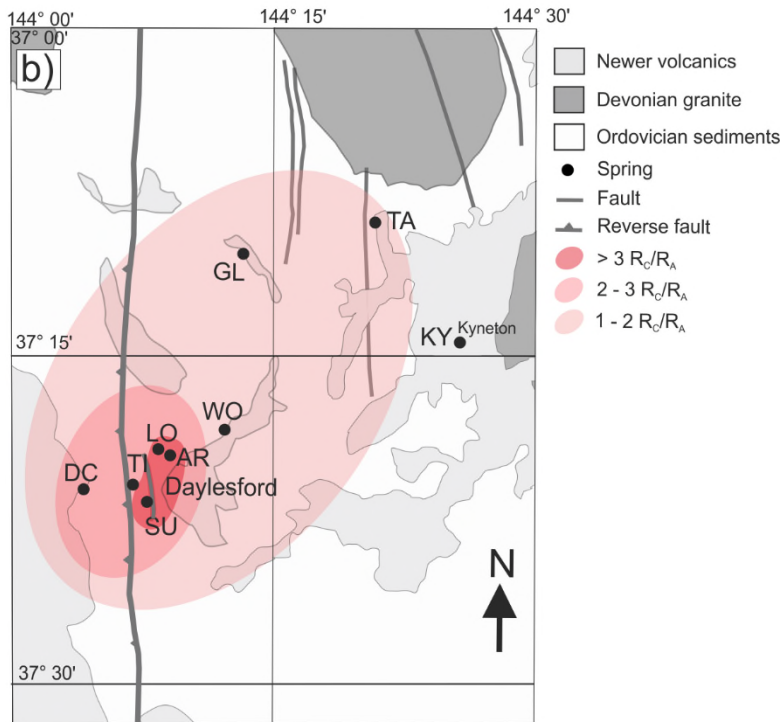 144° 00'
144° 15'
144° 30'
37° 00'
b)
TA
GL
KY Kyneton
37° 15'
WO
LO
AR
TI
DC
Daylesford
SU
N
37° 30'
Newer volcanics
Devonian granite
Ordovician sediments
Spring
Fault
Reverse fault
> 3 Rc/RA
2 - 3 Rc/RA
1 - 2 Rc/RA